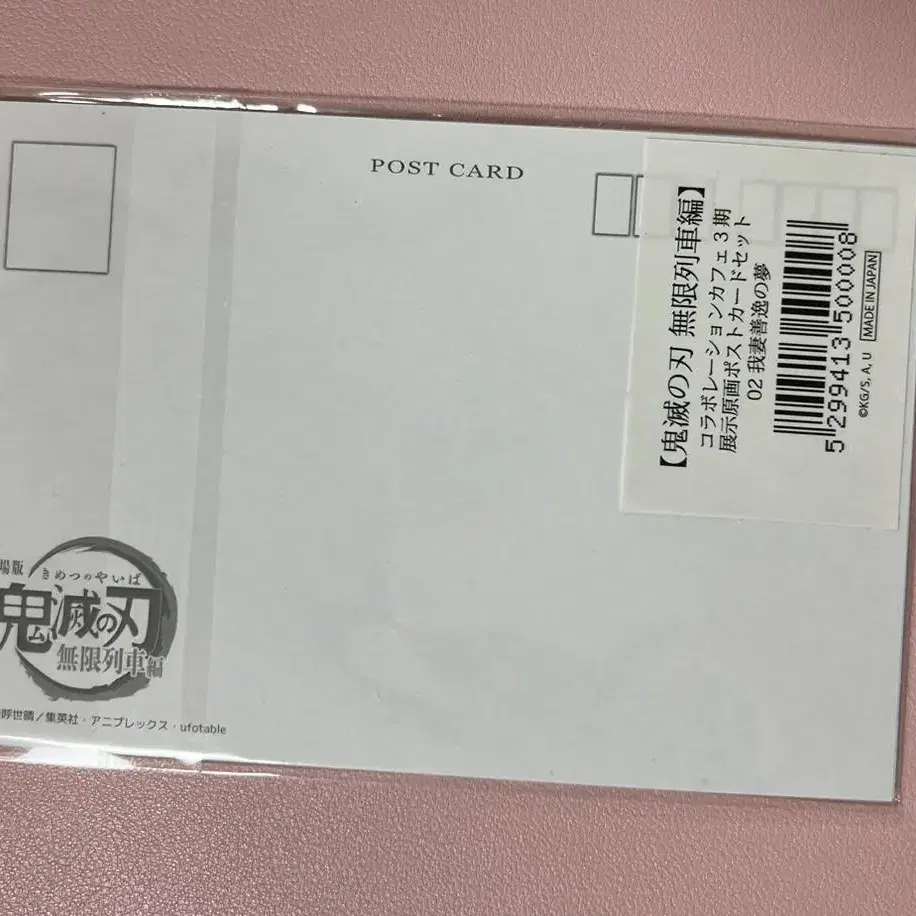 POST CARD
【鬼滅の刃 無限列車編】
コラボレーションカフェ3期
展示原画ポストカードセット
02 我妻善逸の夢
5 299413 500008
©KG/S, A, U
MADE IN JAPAN
場版
きめつのやいば
鬼滅の刃
無限列車編
呼世晴／集英社・アニプレックス・ufotable